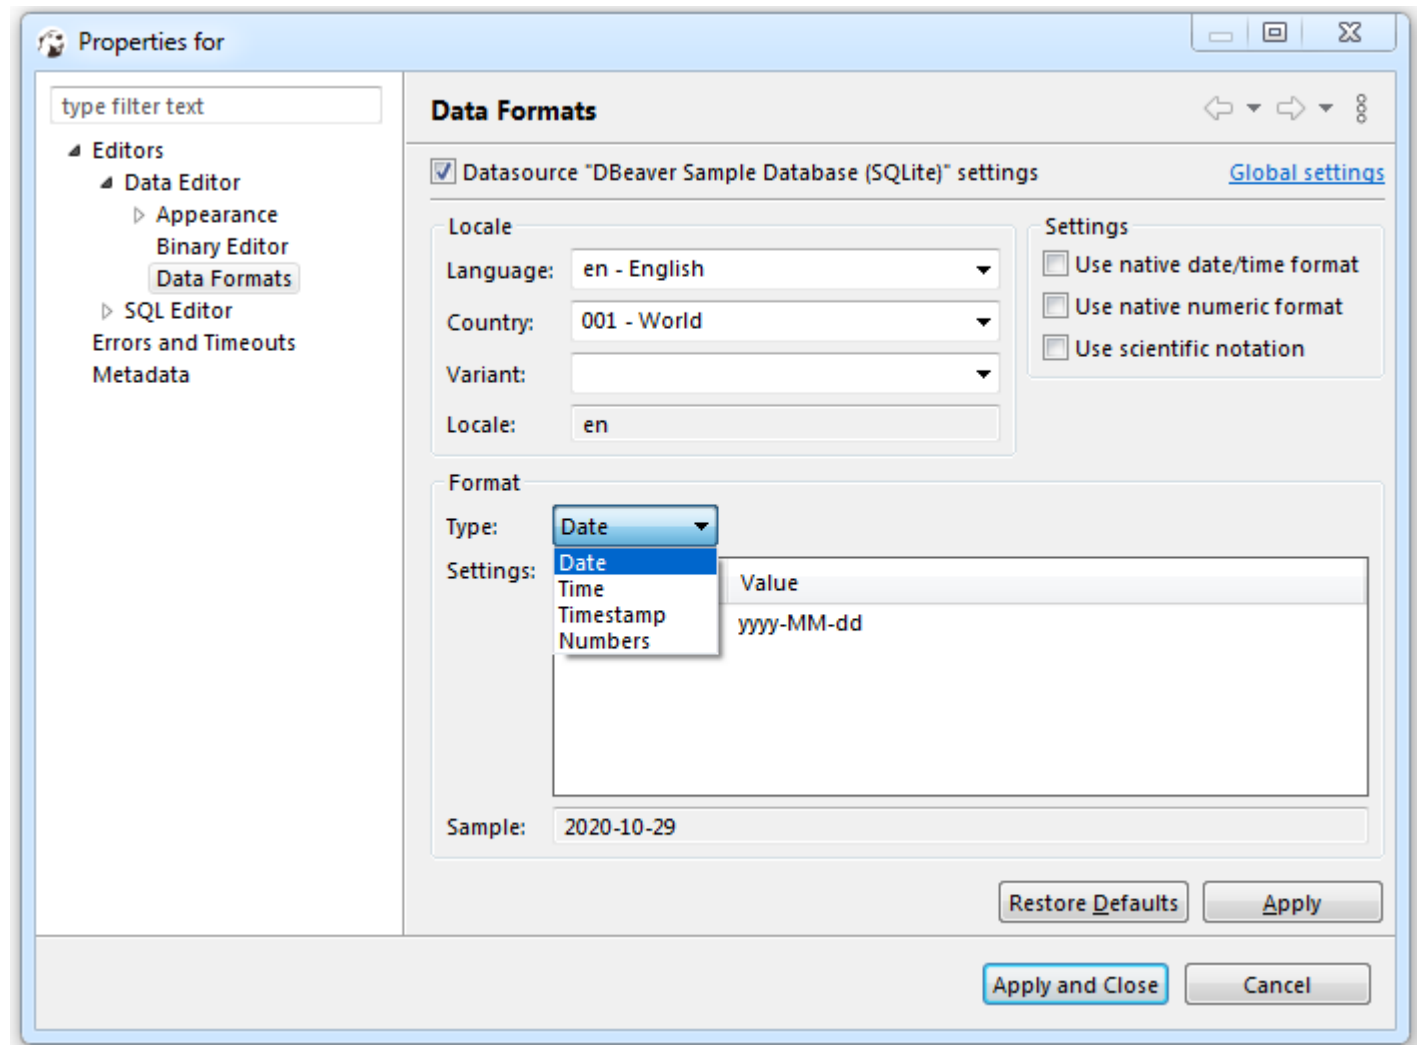 Properties for
type filter text
Editors
Data Editor
Appearance
Binary Editor
Data Formats
SQL Editor
Errors and Timeouts
Metadata
Data Formats
Datasource "DBeaver Sample Database (SQLite)" settings
Global settings
Locale
Language: en - English
Country: 001 - World
Variant:
Locale: en
Settings
Use native date/time format
Use native numeric format
Use scientific notation
Format
Type: Date
Date
Time
Timestamp
Numbers
Settings:
Value
yyyy-MM-dd
Sample: 2020-10-29
Restore Defaults
Apply
Apply and Close
Cancel